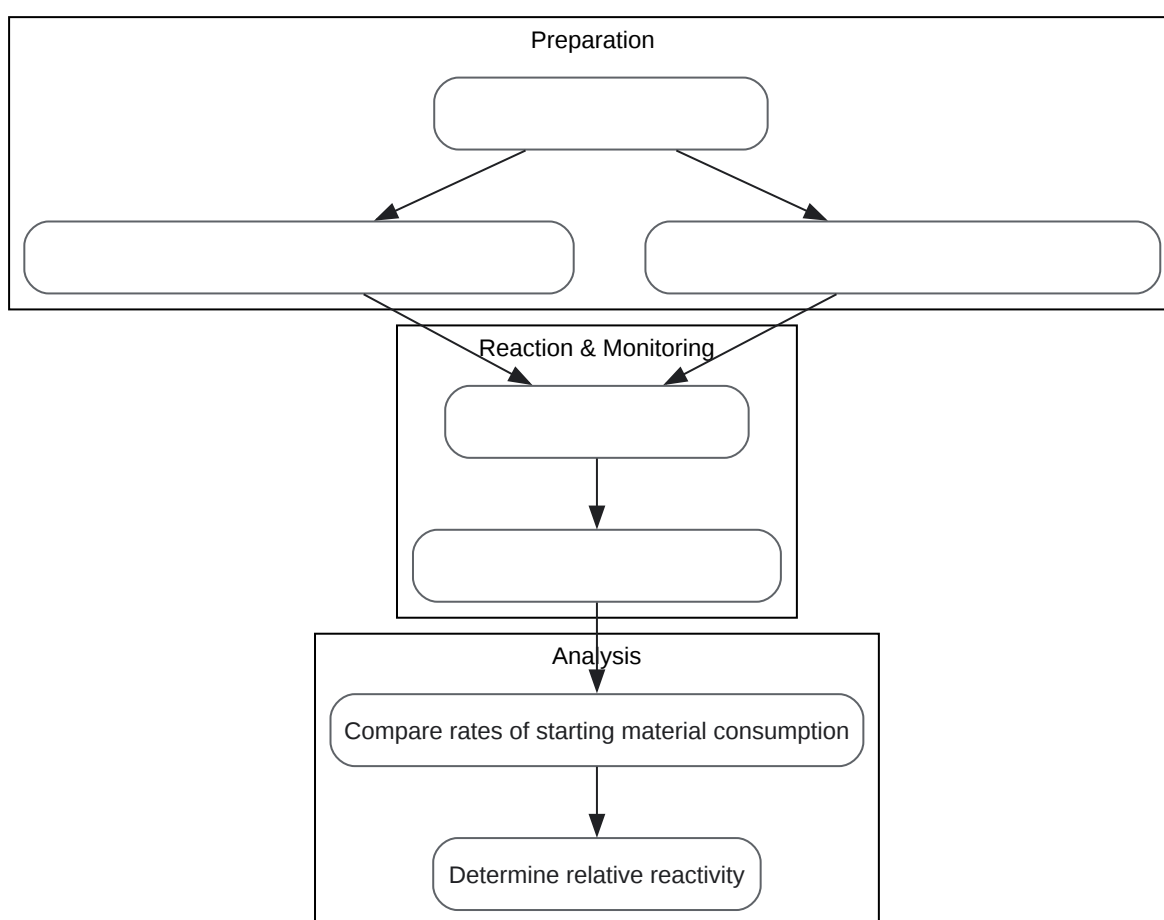 Preparation
Reaction & Monitoring
Analysis
Compare rates of starting material consumption
Determine relative reactivity